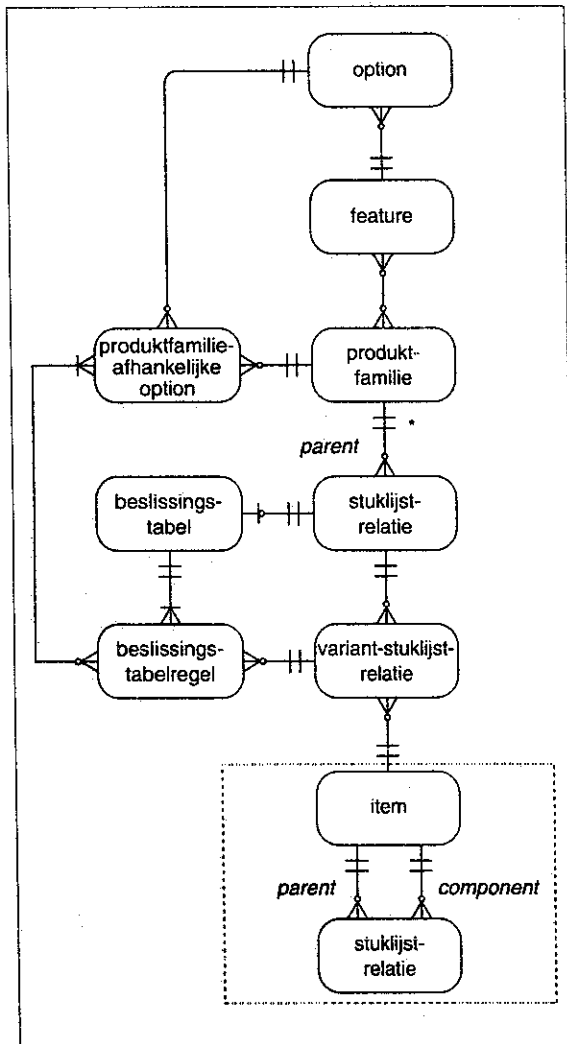 option
feature
produktfamilie-
afhankelijke
option
produkt-
familie
*
parent
beslissings-
tabel
stuklijst-
relatie
beslissings-
tabelregel
variant-stuklijst-
relatie
item
parent
component
stuklijst-
relatie